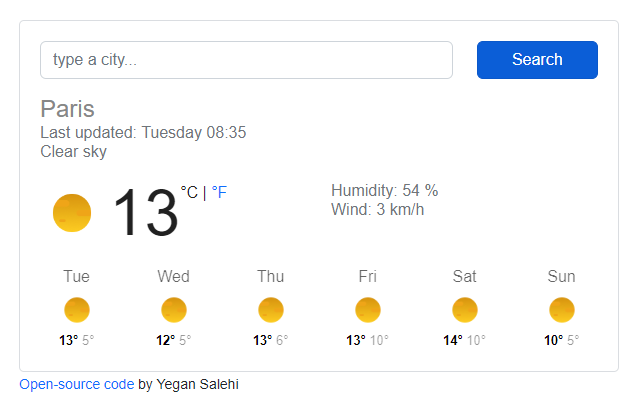 type a city...
Search
Paris
Last updated: Tuesday 08:35
Clear sky
13 °C | °F
Humidity: 54 %
Wind: 3 km/h
Tue Wed Thu Fri Sat Sun
13° 5° 12° 5° 13° 6° 13° 10° 14° 10° 10° 5°
Open-source code by Yegan Salehi